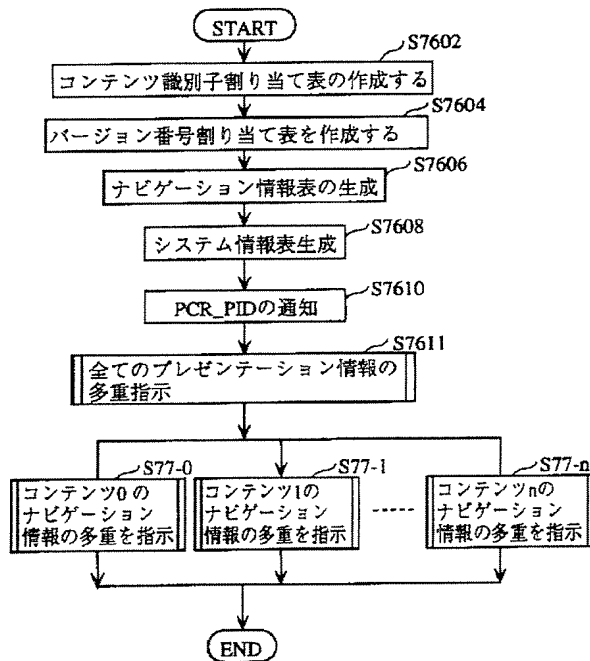 START
S7602
コンテンツ識別子割り当て表の作成する
S7604
バージョン番号割り当て表を作成する
S7606
ナビゲーション情報表の生成
S7608
システム情報表生成
S7610
PCR_PIDの通知
S7611
全てのプレゼンテーション情報の
多重指示
S77-0
コンテンツ0 の
ナビゲーション
情報の多重を指示
S77-1
コンテンツ1の
ナビゲーション
情報の多重を指示
S77-n
コンテンツnの
ナビゲーション
情報の多重を指示
END